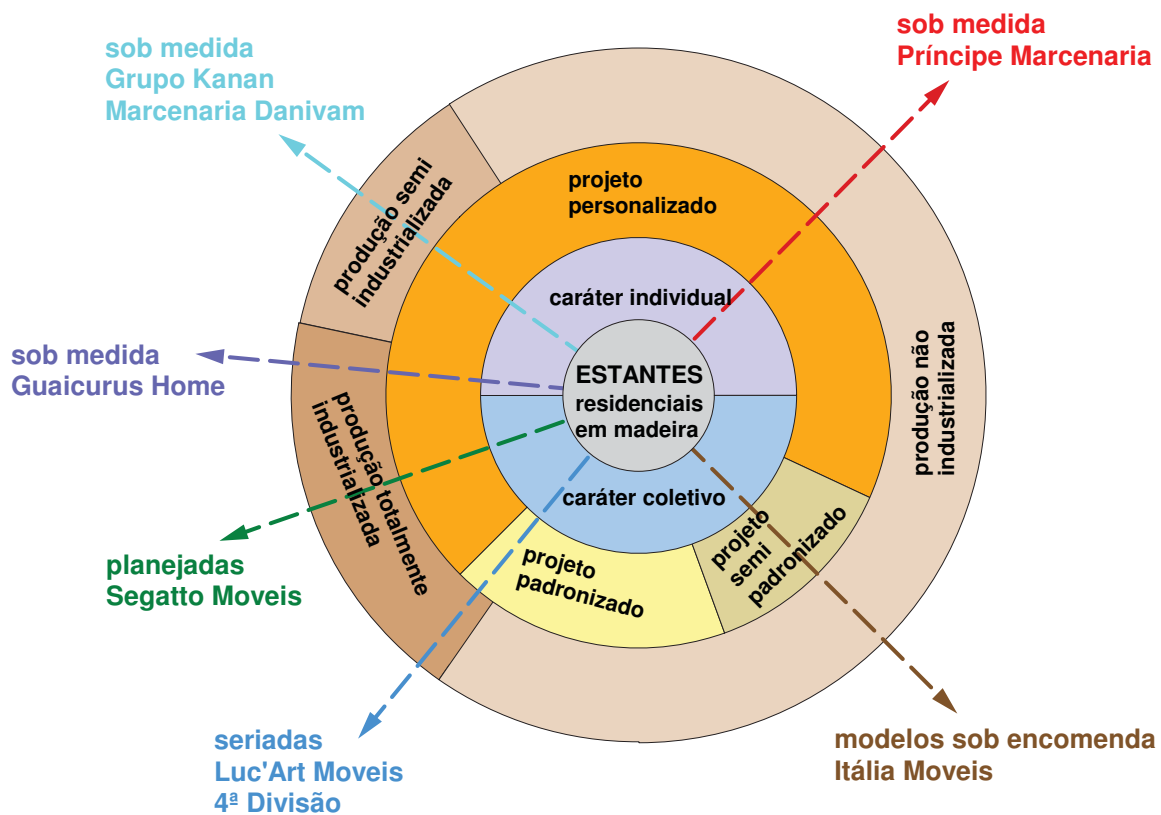 sob medida
Príncipe Marcenaria
sob medida
Grupo Kanan
Marcenaria Danivam
produção semi
industrializada
projeto
personalizado
caráter individual
ESTANTES
residenciais
em madeira
produção não
industrializada
sob medida
Guaicurus Home
produção totalmente
industrializada
caráter coletivo
projeto
padronizado
projeto
semi
padronizado
planejadas
Segatto Moveis
seriadas
Luc'Art Moveis
4ª Divisão
modelos sob encomenda
Itália Moveis